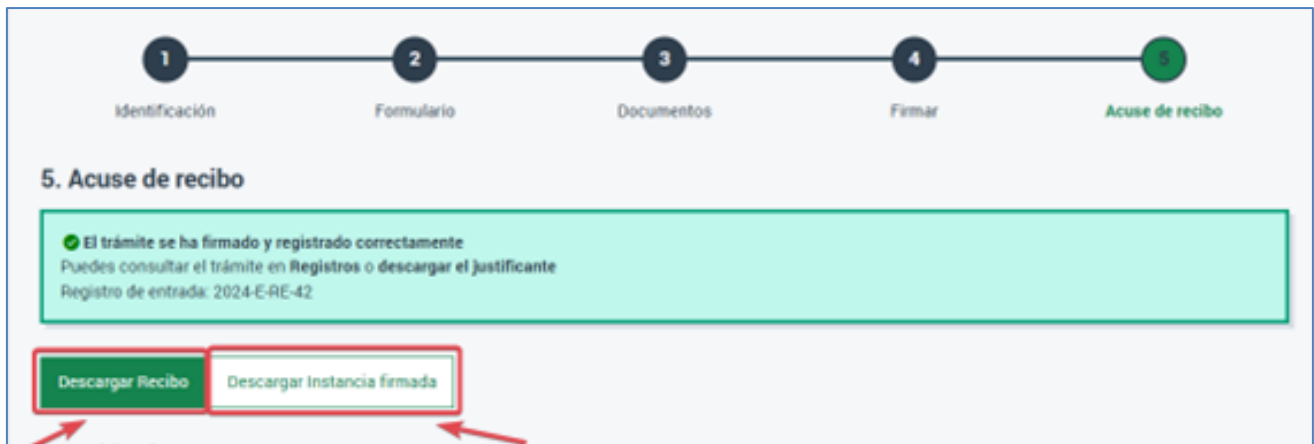 1 2 3 4 5
Identificación Formulario Documentos Firmar Acuse de recibo
5. Acuse de recibo
El trámite se ha firmado y registrado correctamente
Puedes consultar el trámite en Registros o descargar el justificante
Registro de entrada: 2024-E-RE-42
Descargar Recibo Descargar Instancia firmada